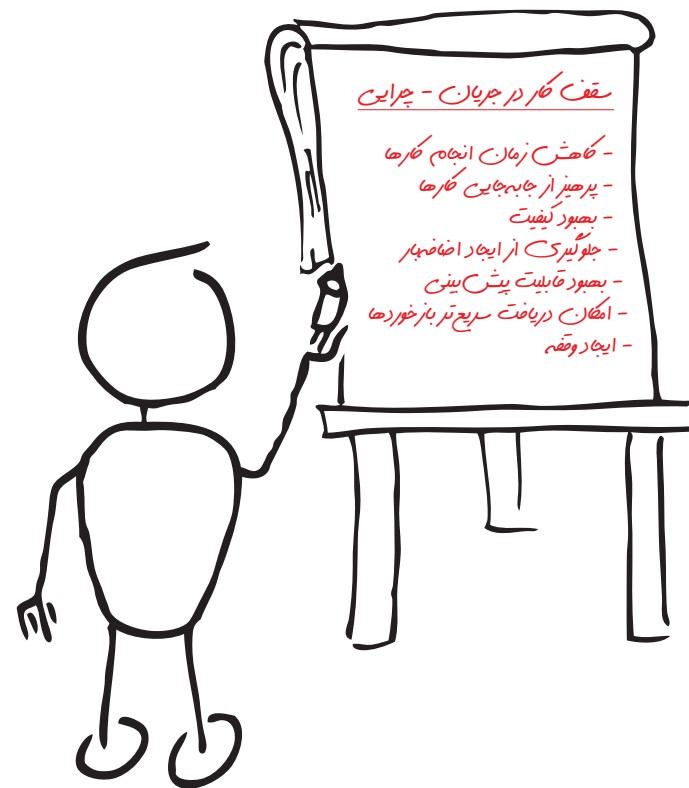 سقف کار در جریان - چرایی
- کاهش زمان انجام کارها
- پرهیز از جابه‌جایی کارها
- بهبود کیفیت
- جلوگیری از ایجاد اضافه‌بار
- بهبود قابلیت پیش‌بینی
- امکان دریافت سریع‌تر بازخوردها
- ایجاد وقفه